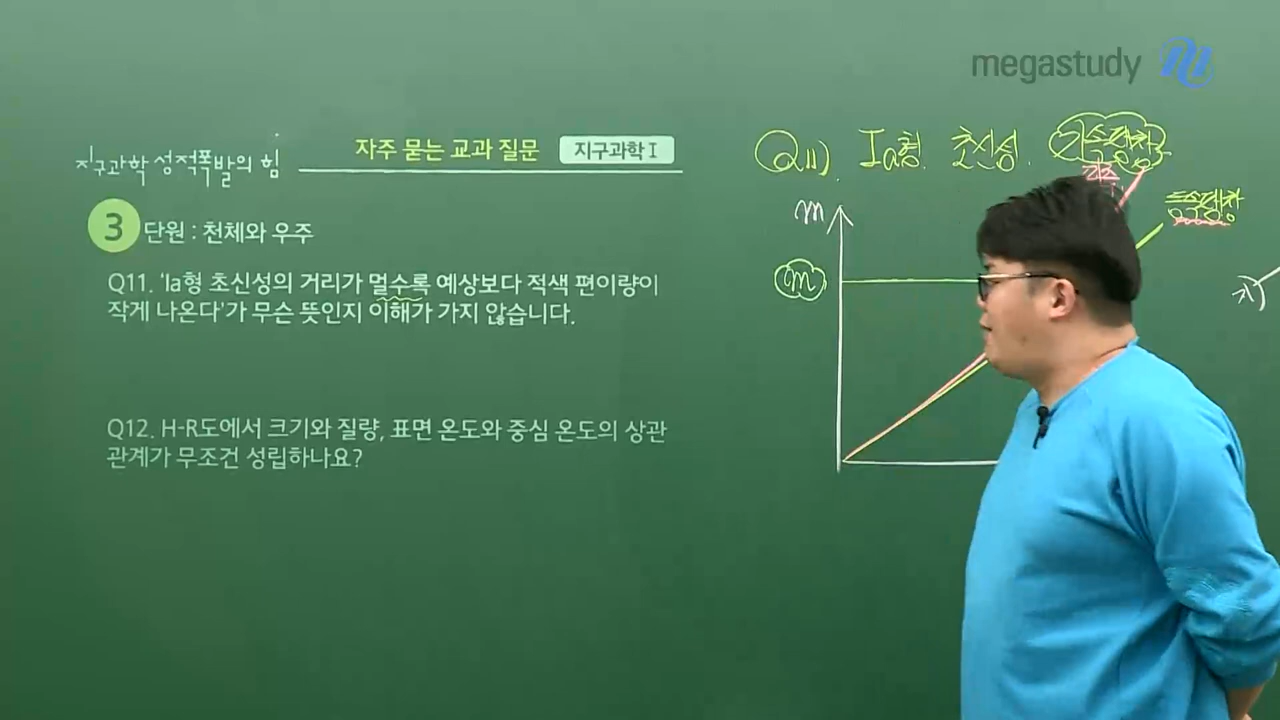 megastudy
지구과학 성적폭발의 힘
자주 묻는 교과 질문 지구과학 I
3 단원 : 천체와 우주
Q11. 'Ia형 초신성의 거리가 멀수록 예상보다 적색 편이량이
작게 나온다'가 무슨 뜻인지 이해가 가지 않습니다.
Q12. H-R도에서 크기와 질량, 표면 온도와 중심 온도의 상관
관계가 무조건 성립하나요?
Q11). Ia형. 초신성. 가속팽창
m
m